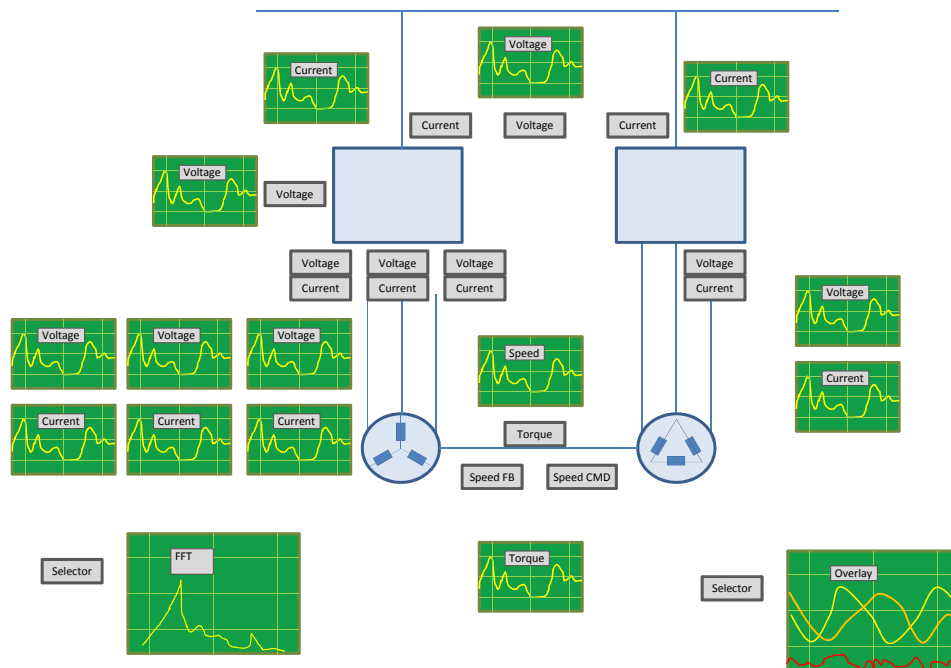 Voltage
Current
Current
Current
Voltage
Current
Voltage
Voltage
Voltage
Voltage
Voltage
Voltage
Current
Current
Current
Current
Voltage
Voltage
Voltage
Voltage
Speed
Current
Current
Current
Current
Torque
Speed FB
Speed CMD
FFT
Torque
Selector
Overlay
Selector